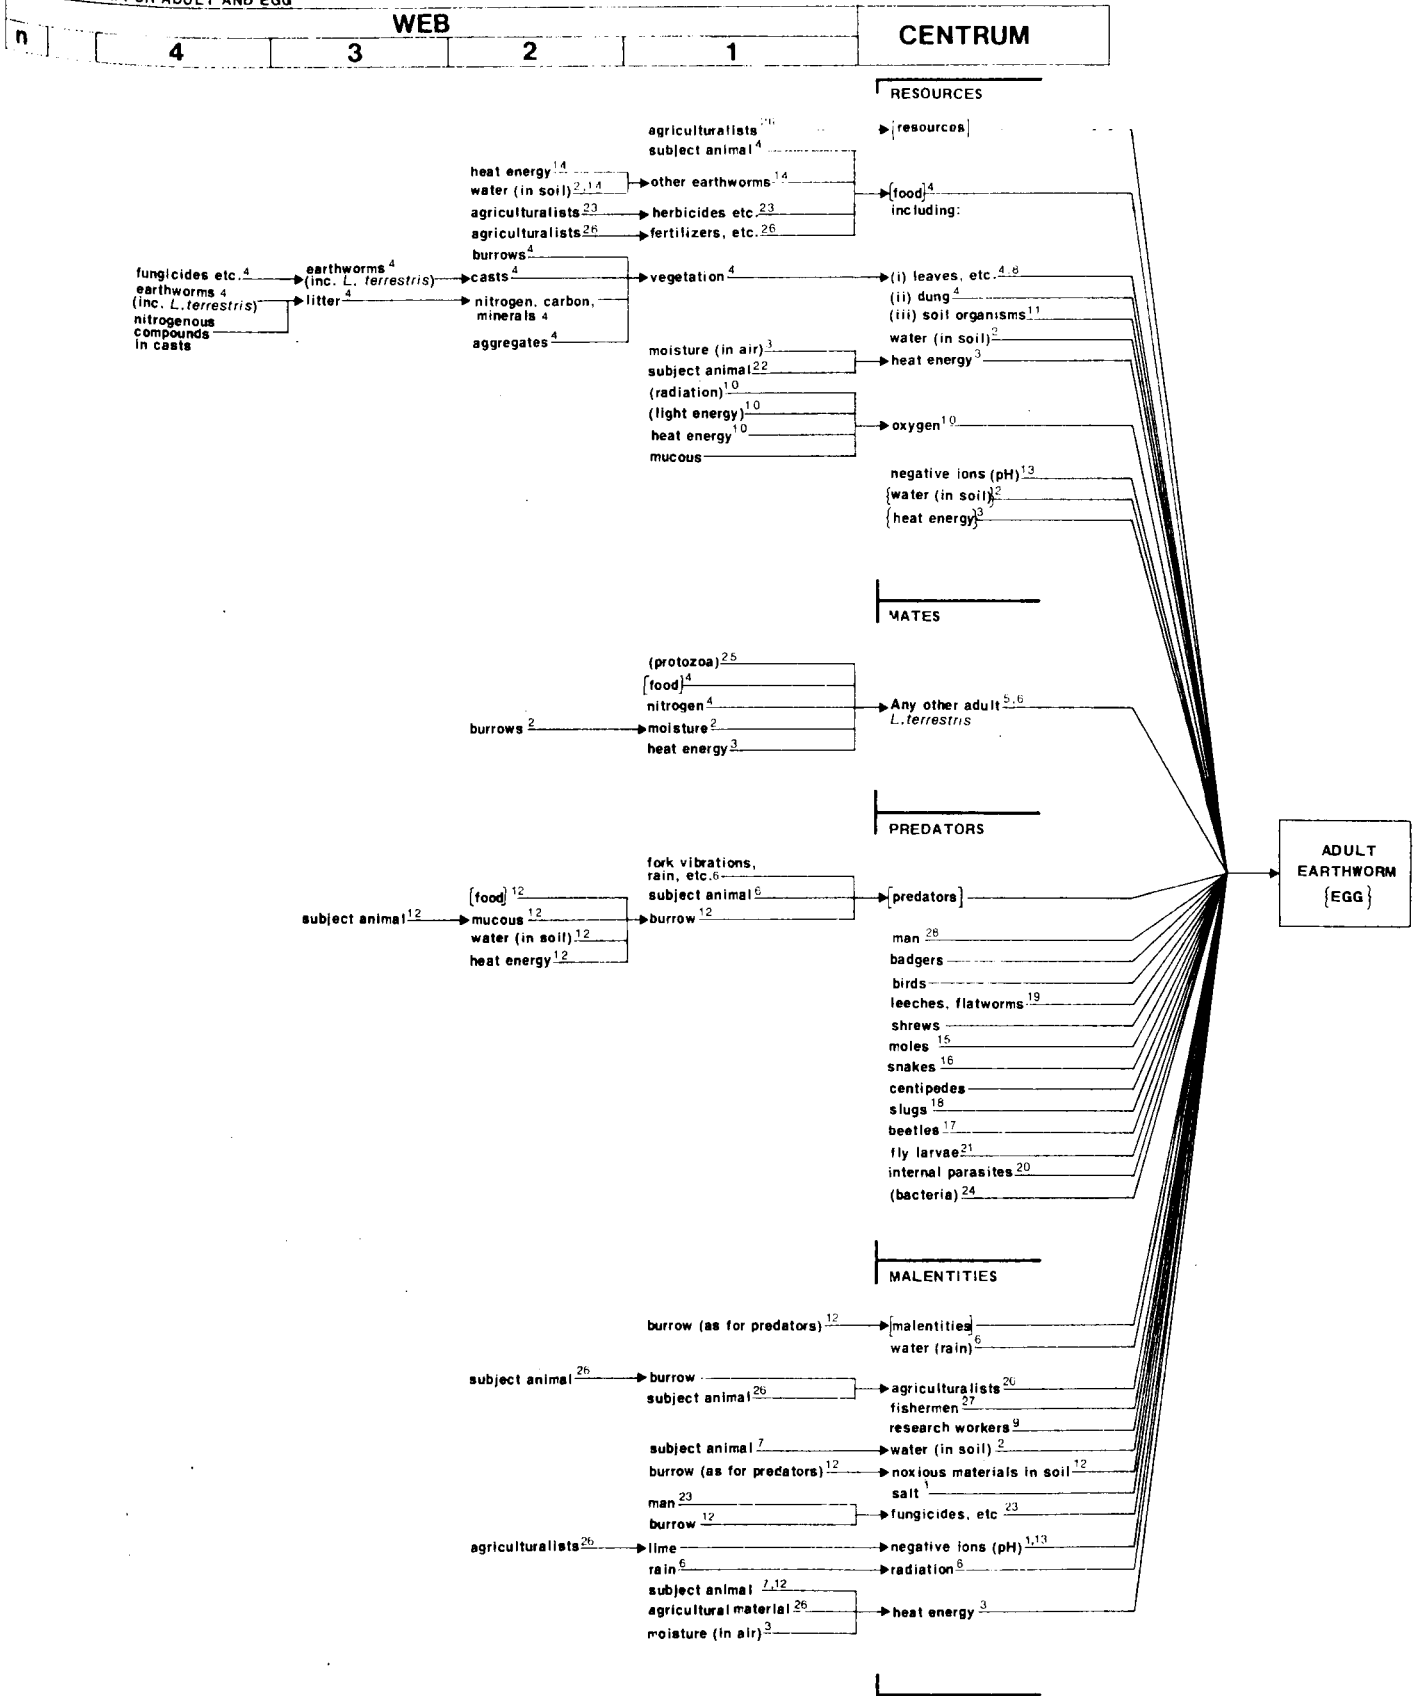 FOR ADULT AND EGG
WEB
CENTRUM
n
4
3
2
1
RESOURCES
agriculturalists 26
[resources]
subject animal 4
heat energy 14
water (in soil) 2,14
other earthworms 14
[food] 4
including:
agriculturalists 23
herbicides etc. 23
agriculturalists 26
fertilizers, etc. 26
burrows 4
fungicides etc. 4
earthworms 4
(inc. L. terrestris)
casts 4
vegetation 4
(i) leaves, etc. 4,8
earthworms 4
(inc. L. terrestris)
litter 4
nitrogen, carbon,
minerals 4
(ii) dung 4
nitrogenous
compounds
in casts
(iii) soil organisms 11
aggregates 4
water (in soil) 2
moisture (in air) 3
heat energy 3
subject animal 22
(radiation) 10
(light energy) 10
oxygen 10
heat energy 10
mucous
negative ions (pH) 13
{water (in soil)} 2
{heat energy} 3
MATES
(protozoa) 25
[food] 4
nitrogen 4
Any other adult 5,6
L. terrestris
burrows 2
moisture 2
heat energy 3
PREDATORS
fork vibrations,
rain, etc. 6
ADULT
EARTHWORM
{EGG}
[food] 12
subject animal 6
[predators]
subject animal 12
mucous 12
burrow 12
water (in soil) 12
man 28
heat energy 12
badgers
birds
leeches, flatworms 19
shrews
moles 15
snakes 16
centipedes
slugs 18
beetles 17
fly larvae 21
internal parasites 20
(bacteria) 24
MALENTITIES
burrow (as for predators) 12
[malentities]
water (rain) 6
subject animal 26
burrow
agriculturalists 26
subject animal 26
fishermen 27
research workers 9
subject animal 7
water (in soil) 2
burrow (as for predators) 12
noxious materials in soil 12
salt 1
man 23
fungicides, etc 23
burrow 12
agriculturalists 26
lime
negative ions (pH) 1,13
rain 6
radiation 6
subject animal 7,12
agricultural material 26
heat energy 3
moisture (in air) 3